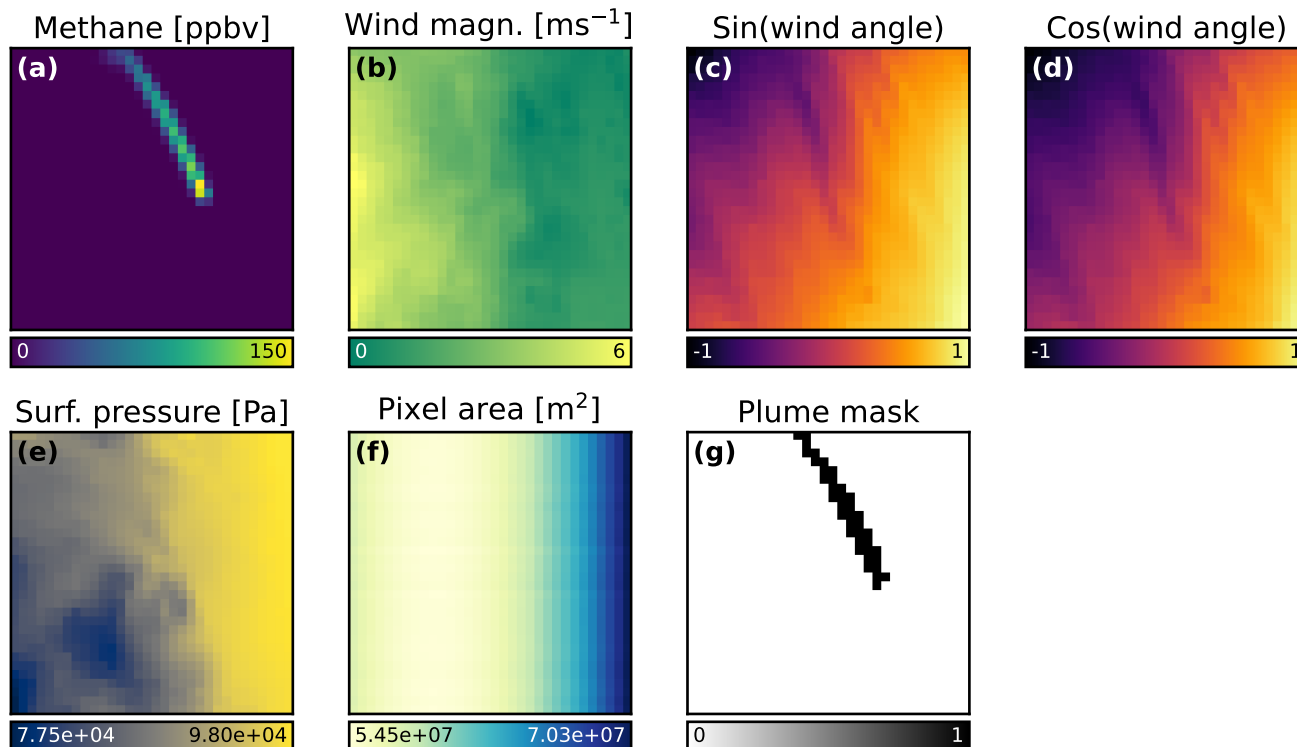 Methane [ppbv]
Wind magn. [ms⁻¹]
Sin(wind angle)
Cos(wind angle)
(a)
(b)
(c)
(d)
0 150
0 6
-1 1
-1 1
Surf. pressure [Pa]
Pixel area [m²]
Plume mask
(e)
(f)
(g)
7.75e+04 9.80e+04
5.45e+07 7.03e+07
0 1